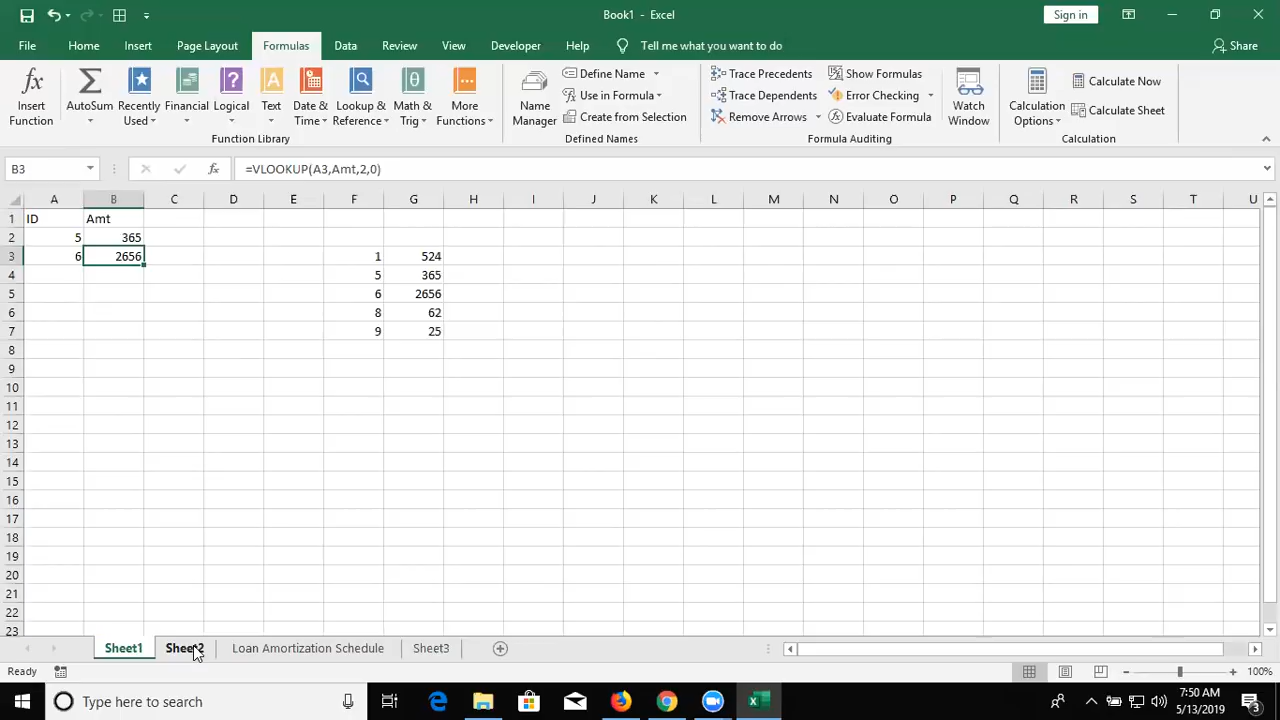 Book1 - Excel
Sign in
File Home Insert Page Layout Formulas Data Review View Developer Help Tell me what you want to do Share
Insert Function
AutoSum
Recently Used
Financial
Logical
Text
Date & Time
Lookup & Reference
Math & Trig
More Functions
Function Library
Name Manager
Define Name
Use in Formula
Create from Selection
Defined Names
Trace Precedents
Trace Dependents
Remove Arrows
Show Formulas
Error Checking
Evaluate Formula
Formula Auditing
Watch Window
Calculation Options
Calculate Now
Calculate Sheet
Calculation
B3 fx =VLOOKUP(A3,Amt,2,0)
A B C D E F G H I J K L M N O P Q R S T U
1 ID Amt
2 5 365
3 6 2656 1 524
4 5 365
5 6 2656
6 8 62
7 9 25
8
9
10
11
12
13
14
15
16
17
18
19
20
21
22
23
Sheet1 Sheet2 Loan Amortization Schedule Sheet3
Ready 100%
Type here to search
7:50 AM
5/13/2019
3